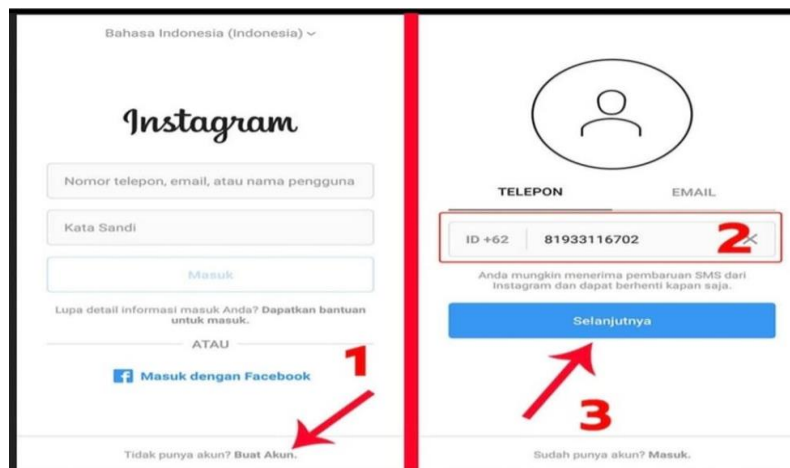 Bahasa Indonesia (Indonesia)
Instagram
Nomor telepon, email, atau nama pengguna
Kata Sandi
Masuk
Lupa detail informasi masuk Anda? Dapatkan bantuan
untuk masuk.
ATAU
Masuk dengan Facebook
1
Tidak punya akun? Buat Akun.
TELEPON EMAIL
ID +62 81933116702
2
Anda mungkin menerima pembaruan SMS dari
Instagram dan dapat berhenti kapan saja.
Selanjutnya
3
Sudah punya akun? Masuk.